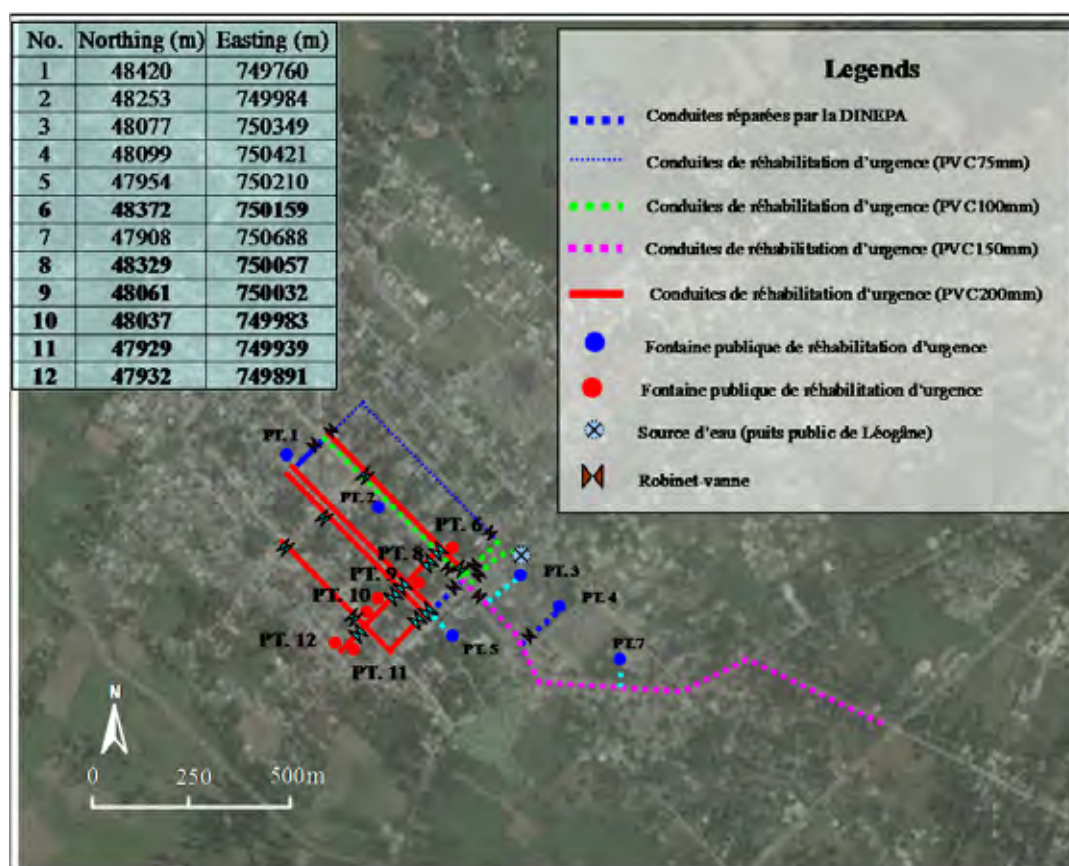 No. Northing (m) Easting (m)
1 48420 749760
2 48253 749984
3 48077 750349
4 48099 750421
5 47954 750210
6 48372 750159
7 47908 750688
8 48329 750057
9 48061 750032
10 48037 749983
11 47929 749939
12 47932 749891
Legends
Conduites réparées par la DINEPA
Conduites de réhabilitation d'urgence (PVC75mm)
Conduites de réhabilitation d'urgence (PVC100mm)
Conduites de réhabilitation d'urgence (PVC150mm)
Conduites de réhabilitation d'urgence (PVC200mm)
Fontaine publique de réhabilitation d'urgence
Fontaine publique de réhabilitation d'urgence
Source d'eau (puits public de Léogâne)
Robinet-vanne
PT. 1
PT. 2
PT. 6
PT. 8
PT. 9
PT. 3
PT. 10
PT. 4
PT. 12
PT. 5
PT.7
PT. 11
N
0 250 500m